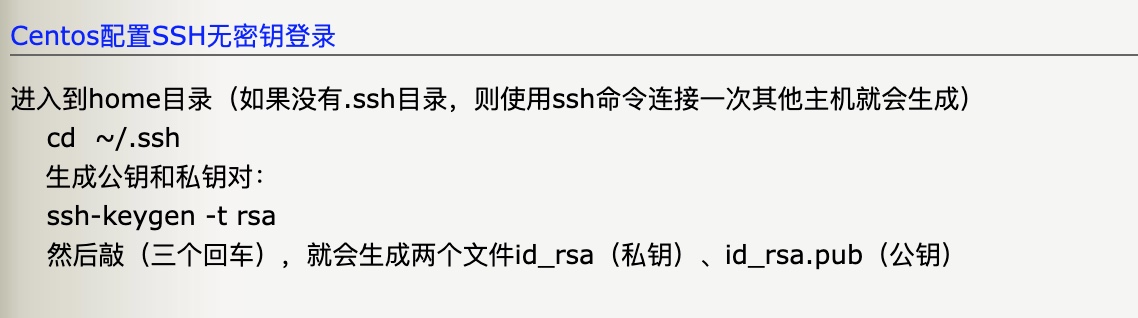 Centos配置SSH无密钥登录
进入到home目录（如果没有.ssh目录，则使用ssh命令连接一次其他主机就会生成）
cd ~/.ssh
生成公钥和私钥对：
ssh-keygen -t rsa
然后敲（三个回车），就会生成两个文件id_rsa（私钥）、id_rsa.pub（公钥）